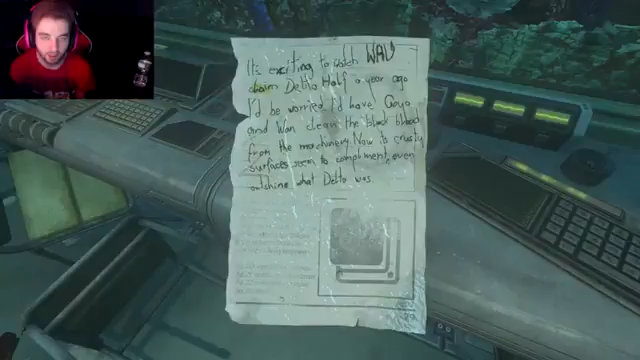 It's exciting to watch WAU
claim Delta. Half a year ago
I'd be worried. I'd have Goya
and Wan clean the black blood
from the machinery. Now its crusty
surfaces seem to compliment, even
outshine what Delta was.